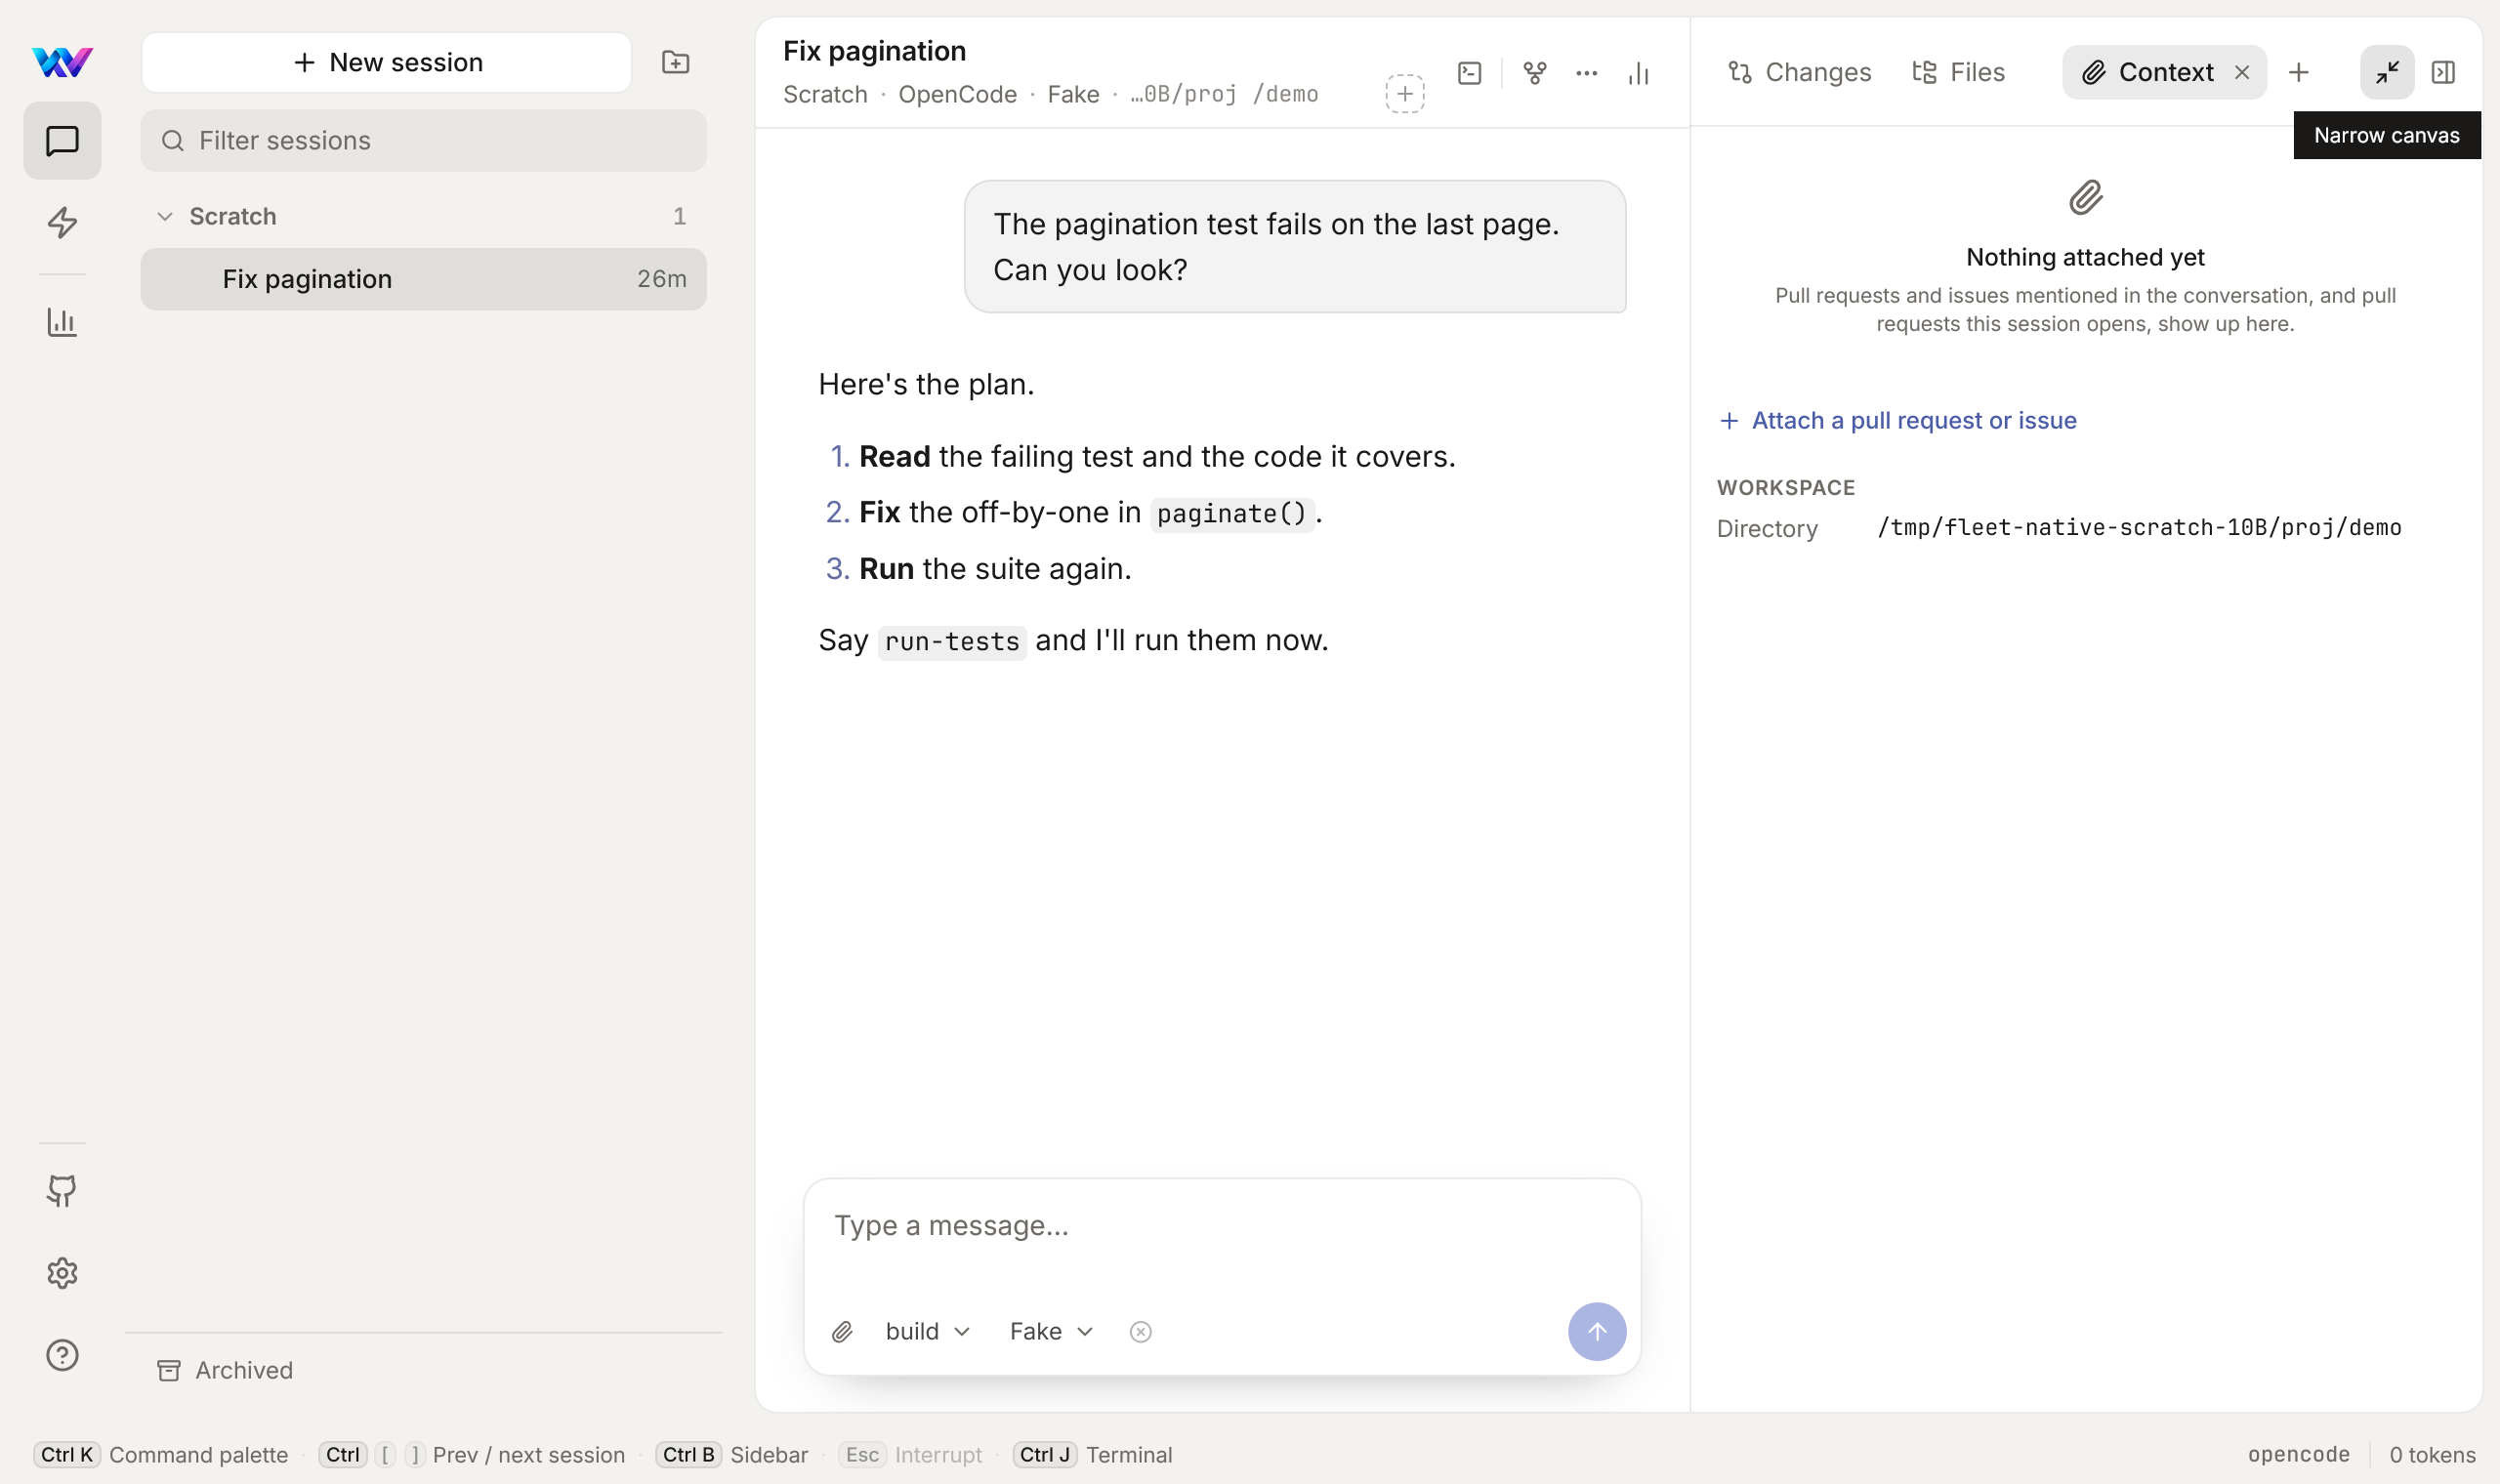 New session
Filter sessions
Scratch 1
Fix pagination 26m
Archived
Fix pagination
Scratch · OpenCode · Fake · …0B/proj /demo
The pagination test fails on the last page.
Can you look?
Here's the plan.
1. Read the failing test and the code it covers.
2. Fix the off-by-one in paginate().
3. Run the suite again.
Say run-tests and I'll run them now.
Type a message...
build Fake
Changes Files Context
Narrow canvas
Nothing attached yet
Pull requests and issues mentioned in the conversation, and pull
requests this session opens, show up here.
Attach a pull request or issue
WORKSPACE
Directory /tmp/fleet-native-scratch-10B/proj/demo
Ctrl K Command palette · Ctrl [ ] Prev / next session · Ctrl B Sidebar · Esc Interrupt · Ctrl J Terminal
opencode 0 tokens